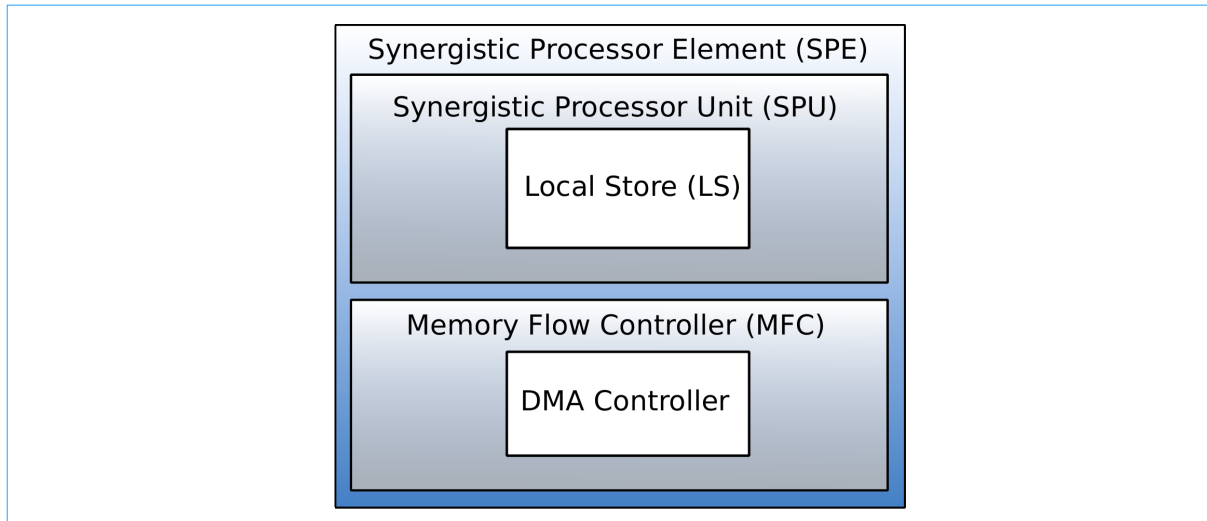 Synergistic Processor Element (SPE)
Synergistic Processor Unit (SPU)
Local Store (LS)
Memory Flow Controller (MFC)
DMA Controller